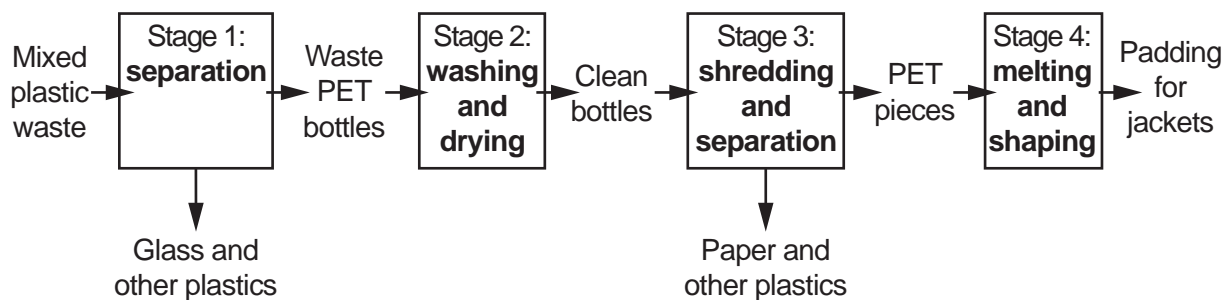 Mixed
plastic
waste
Stage 1:
separation
Glass and
other plastics
Waste
PET
bottles
Stage 2:
washing
and
drying
Clean
bottles
Stage 3:
shredding
and
separation
Paper and
other plastics
PET
pieces
Stage 4:
melting
and
shaping
Padding
for
jackets